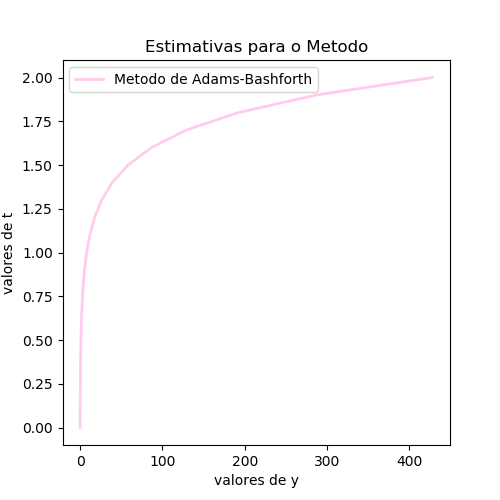 Estimativas para o Metodo
Metodo de Adams-Bashforth
2.00
1.75
1.50
1.25
1.00
0.75
0.50
0.25
0.00
valores de t
0 100 200 300 400
valores de y